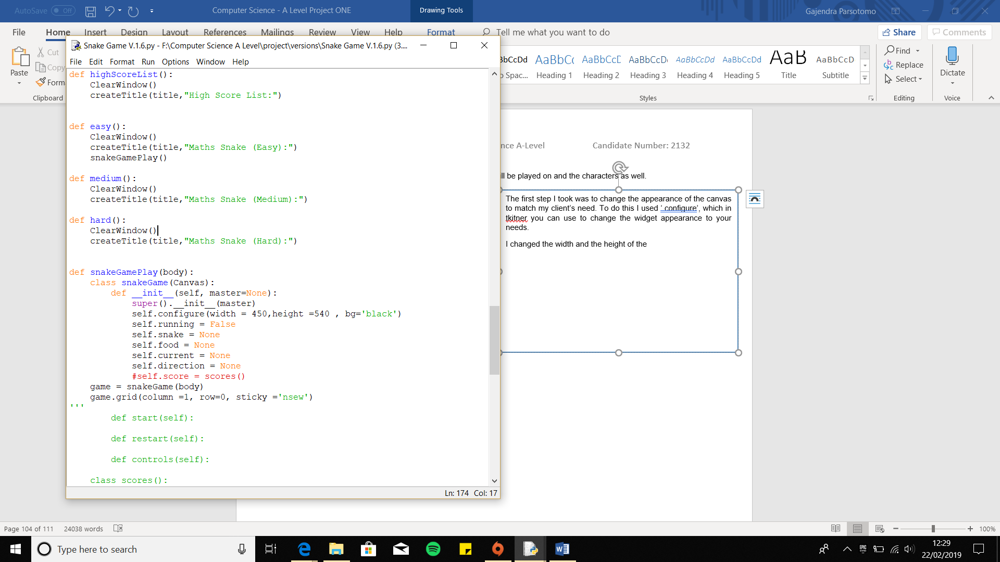 AutoSave Off
Computer Science - A Level Project ONE
Drawing Tools
Gajendra Parsotomo
File Home Insert Design Layout References Mailings Review View Help Format Tell me what you want to do
Share Comments
Paste
Cut
Copy
Form
Clipboard
Heading 1
Heading 2
Heading 3
Heading 4
Heading 5
Title
Subtitle
Styles
Find
Replace
Select
Editing
Dictate
Voice
Snake Game V.1.6.py - F:\Computer Science A Level\project\versions\Snake Game V.1.6.py (3....
File Edit Format Run Options Window Help
def highScoreList():
    ClearWindow()
    createTitle(title,"High Score List:")
def easy():
    ClearWindow()
    createTitle(title,"Maths Snake (Easy):")
    snakeGamePlay()
def medium():
    ClearWindow()
    createTitle(title,"Maths Snake (Medium):")
def hard():
    ClearWindow()
    createTitle(title,"Maths Snake (Hard):")
def snakeGamePlay(body):
    class snakeGame(Canvas):
        def __init__(self, master=None):
            super().__init__(master)
            self.configure(width = 450,height =540 , bg='black')
            self.running = False
            self.snake = None
            self.food = None
            self.current = None
            self.direction = None
            #self.score = scores()
    game = snakeGame(body)
    game.grid(column =1, row=0, sticky ='nsew')
'''
        def start(self):
        def restart(self):
        def controls(self):
    class scores():
Ln: 174 Col: 17
nce A-Level
Candidate Number: 2132
ll be played on and the characters as well.
The first step I took was to change the appearance of the canvas
to match my client’s need. To do this I used ‘ configure’, which in
tkitner you can use to change the widget appearance to your
needs.
I changed the width and the height of the
Page 104 of 111 24038 words
100%
Type here to search
12:29
22/02/2019